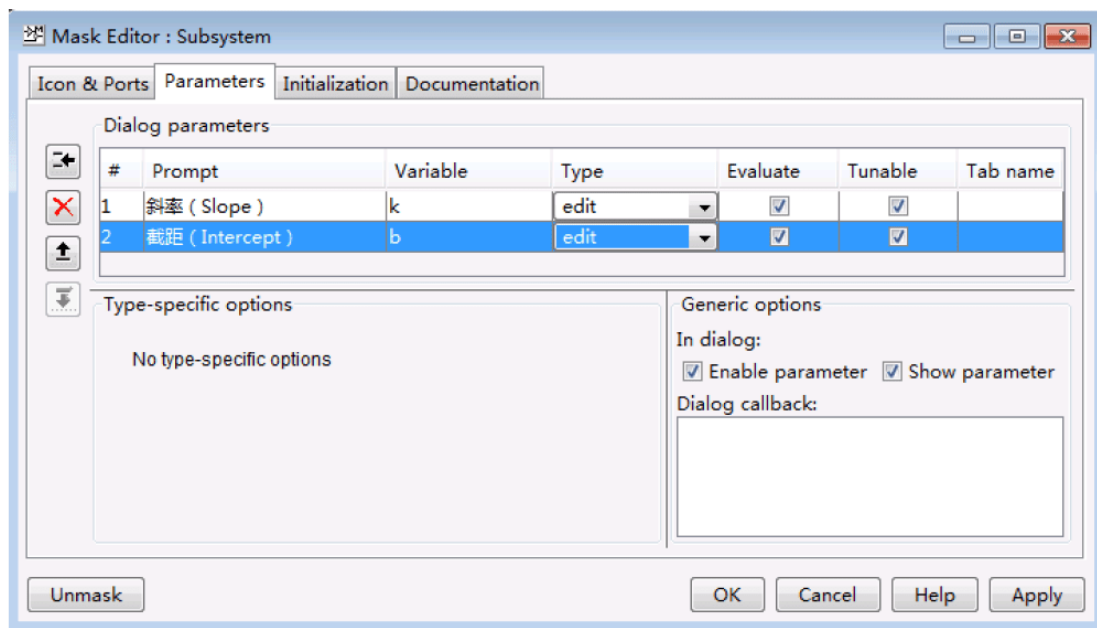 Mask Editor : Subsystem
Icon & Ports Parameters Initialization Documentation
Dialog parameters
# Prompt Variable Type Evaluate Tunable Tab name
1 斜率 ( Slope ) k edit
2 截距 ( Intercept ) b edit
Type-specific options
No type-specific options
Generic options
In dialog:
Enable parameter Show parameter
Dialog callback:
Unmask OK Cancel Help Apply